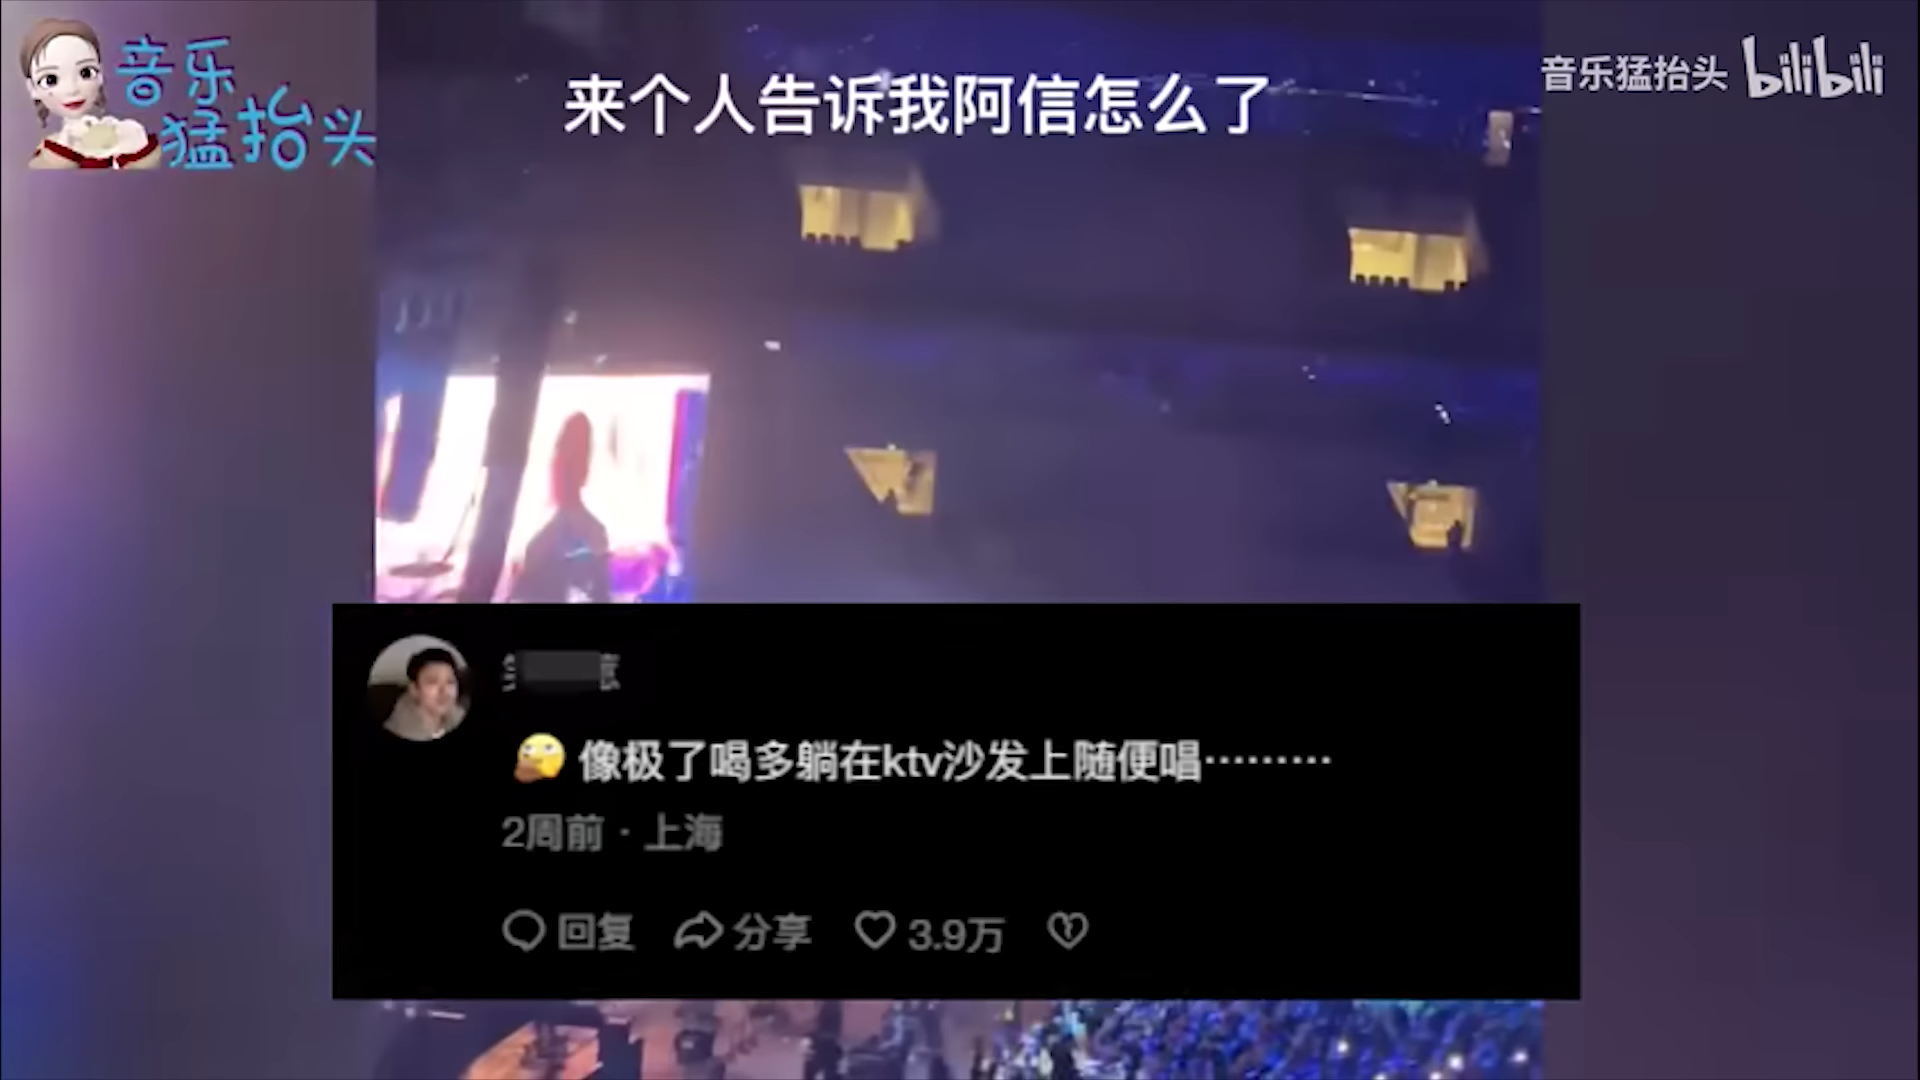 音乐
猛抬头
来个人告诉我阿信怎么了
音乐猛抬头 bilibili
像极了喝多躺在ktv沙发上随便唱………
2周前 · 上海
回复 分享 3.9万